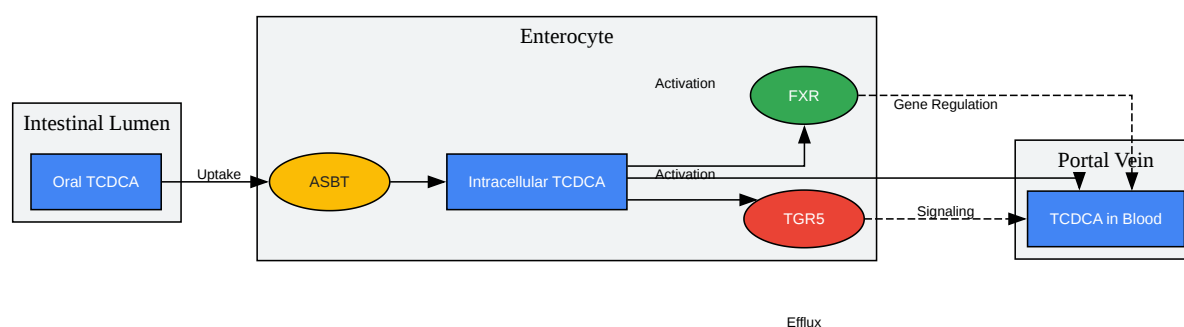 Enterocyte
Intestinal Lumen
Oral TCDCA
Uptake
ASBT
Intracellular TCDCA
Activation
FXR
Gene Regulation
Activation
TGR5
Signaling
Portal Vein
TCDCA in Blood
Efflux